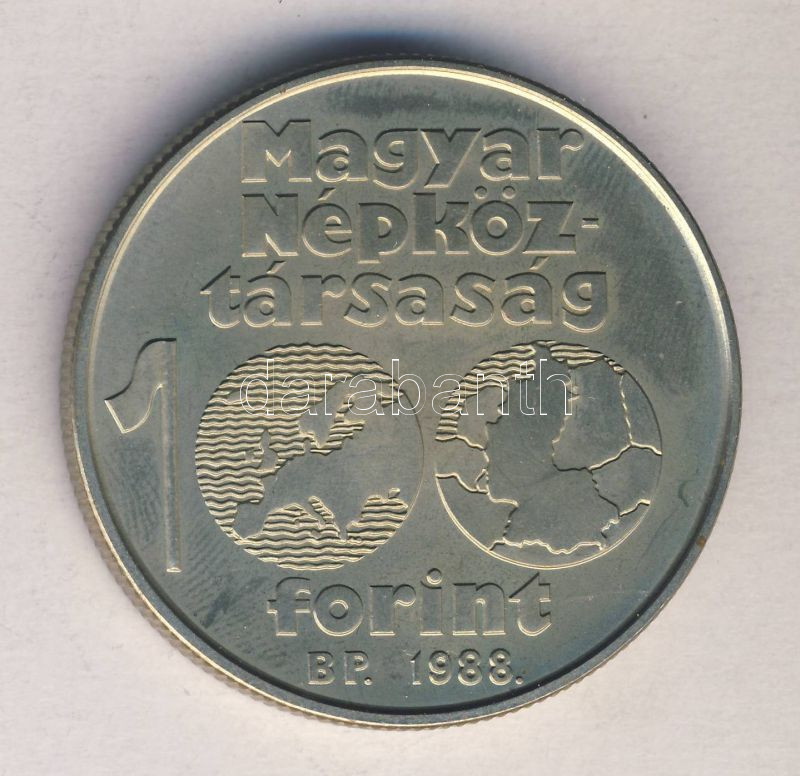 Magyar
Népköz-
társaság
100
darabanth
forint
BP. 1988.